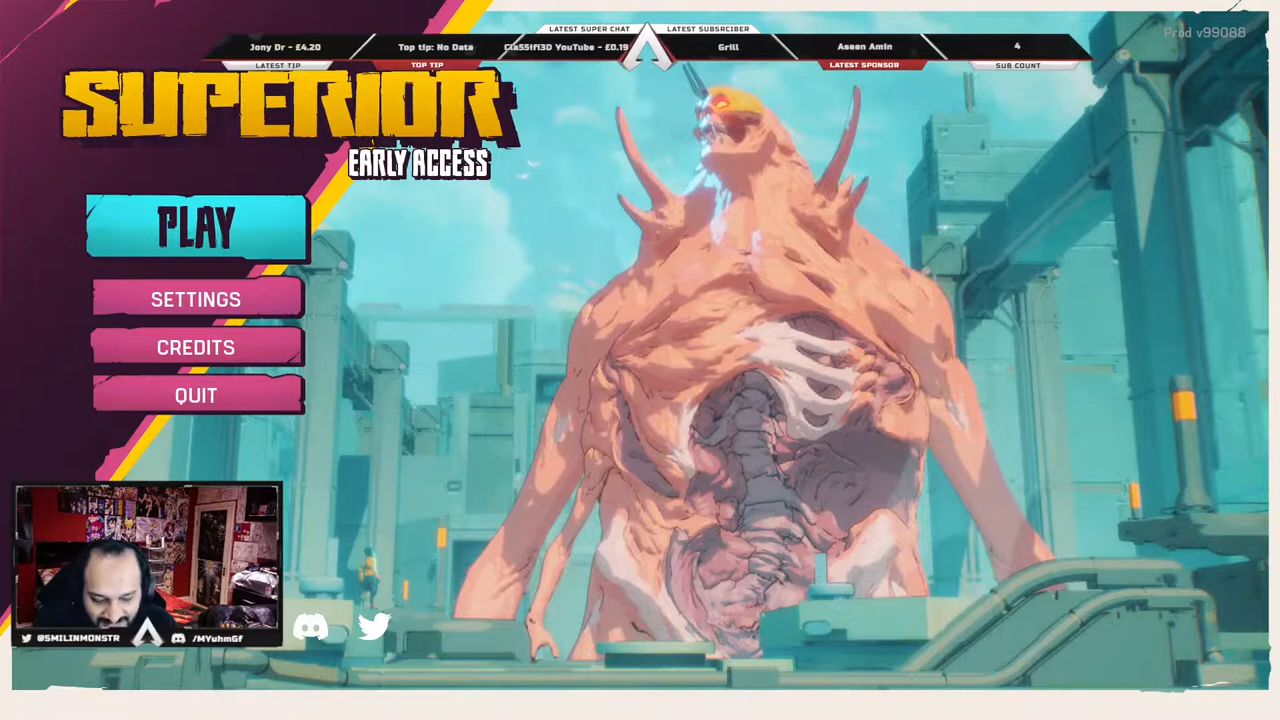 LATEST SUPER CHAT
LATEST SUBSRCIBER
Prod v99088
Jony Dr - £4.20
Top tip: No Data
Cla55ifi3D YouTube - £0.19
Grill
Aseen Amin
4
LATEST TIP
TOP TIP
LATEST SPONSOR
SUB COUNT
SUPERIOR
EARLY ACCESS
PLAY
SETTINGS
CREDITS
QUIT
@SMILINMONSTR
/MYuhmGf